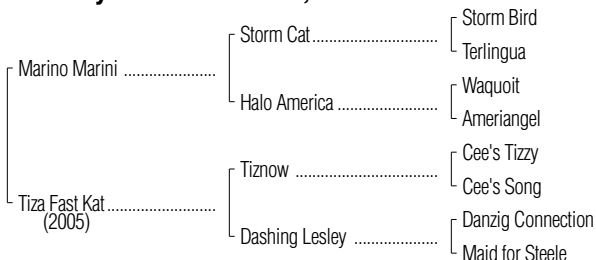 Storm Bird
Storm Cat..............................
Terlingua
Marino Marini ......................
Waquoit
Halo America ........................
Ameriangel
Cee's Tizzy
Tiznow ..................................
Cee's Song
Tiza Fast Kat..........................
(2005)
Danzig Connection
Dashing Lesley ....................
Maid for Steele